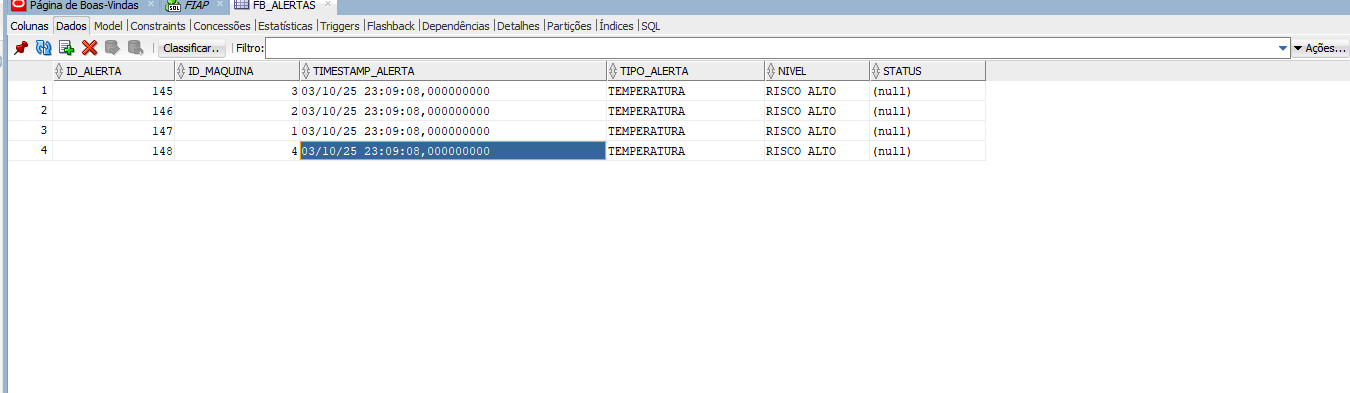 Página de Boas-Vindas FIAP FB_ALERTAS
Colunas Dados Model Constraints Concessões Estatísticas Triggers Flashback Dependências Detalhes Partições Índices SQL
Classificar.. Filtro: Ações...
ID_ALERTA ID_MAQUINA TIMESTAMP_ALERTA TIPO_ALERTA NIVEL STATUS
1 145 3 03/10/25 23:09:08,000000000 TEMPERATURA RISCO ALTO (null)
2 146 2 03/10/25 23:09:08,000000000 TEMPERATURA RISCO ALTO (null)
3 147 1 03/10/25 23:09:08,000000000 TEMPERATURA RISCO ALTO (null)
4 148 4 03/10/25 23:09:08,000000000 TEMPERATURA RISCO ALTO (null)